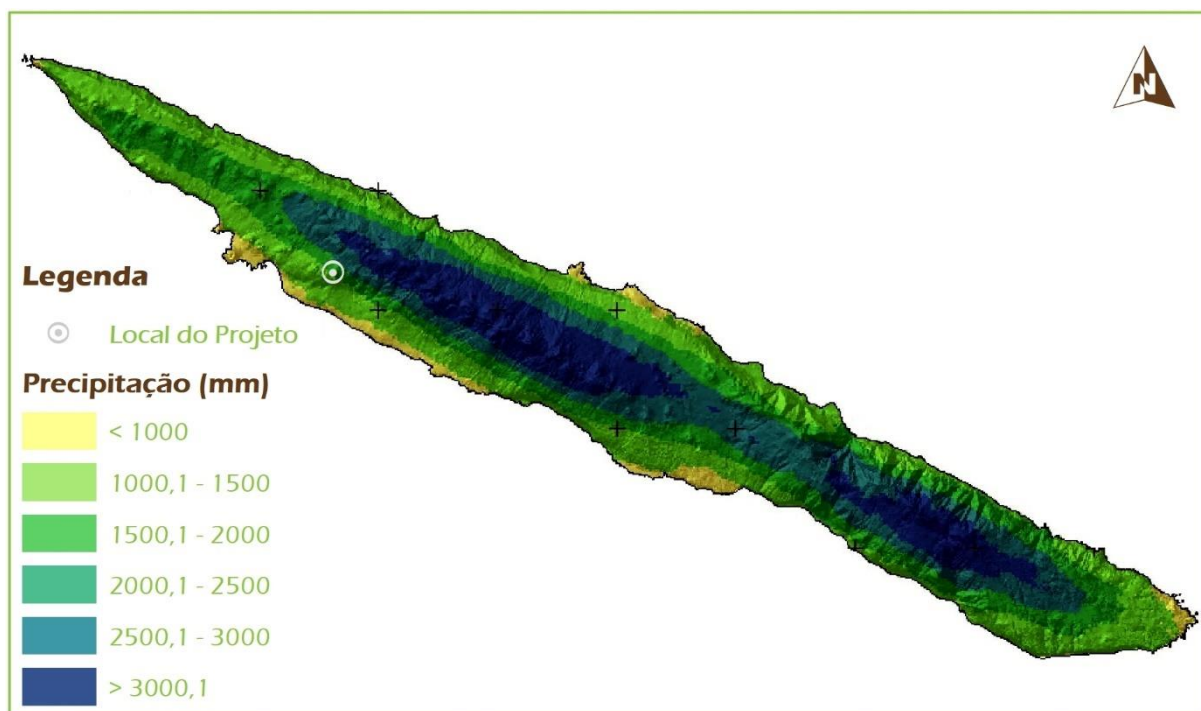 N
Legenda
Local do Projeto
Precipitação (mm)
< 1000
1000,1 - 1500
1500,1 - 2000
2000,1 - 2500
2500,1 - 3000
> 3000,1